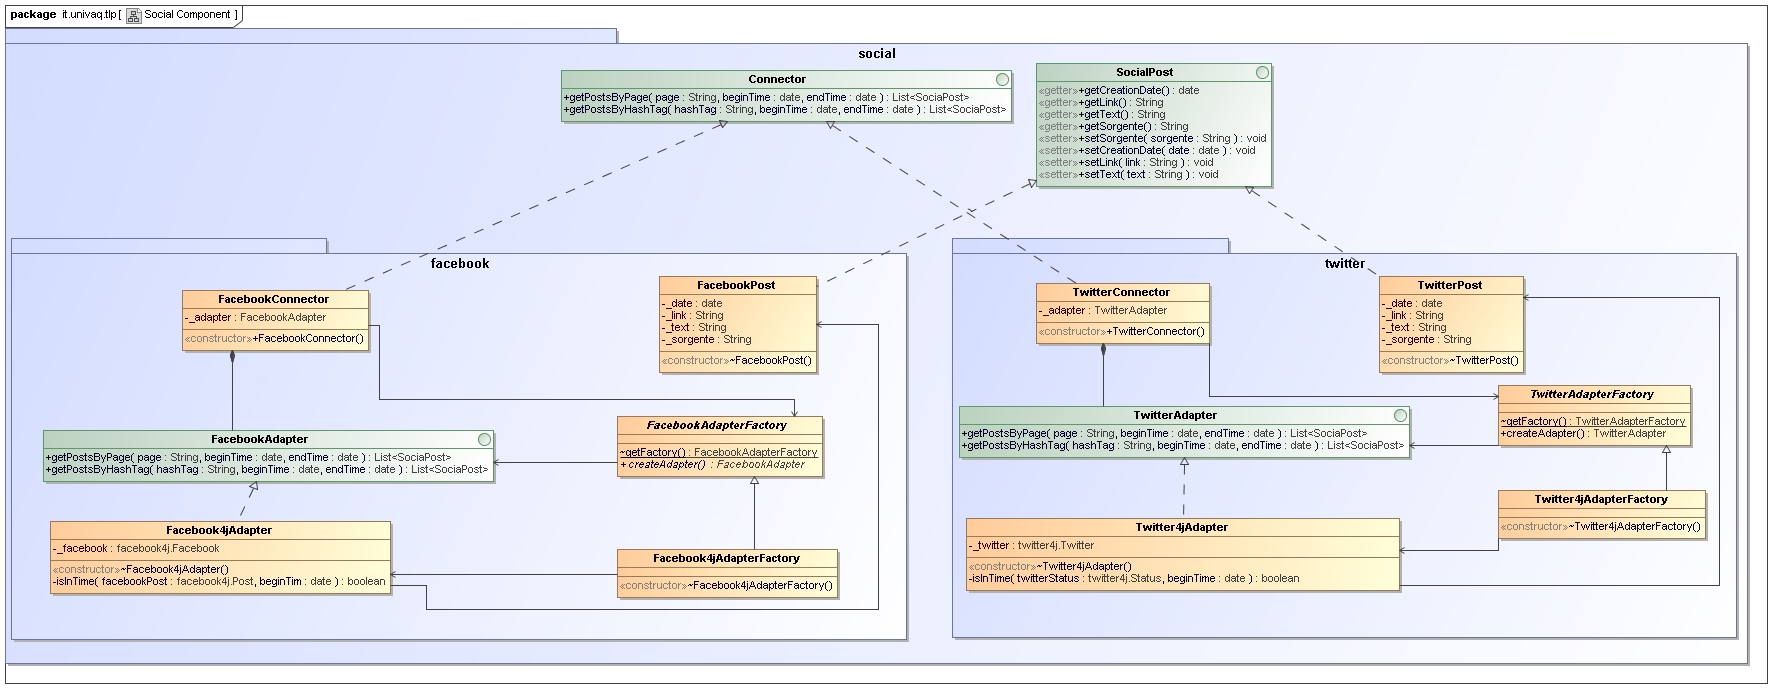 package it.univaq.tlp[ Social Component ]
social
Connector
+getPostsByPage( page : String, beginTime : date, endTime : date ) : List<SociaPost>
+getPostsByHashTag( hashTag : String, beginTime : date, endTime : date ) : List<SociaPost>
SocialPost
«getter»+getCreationDate() : date
«getter»+getLink() : String
«getter»+getText() : String
«getter»+getSorgente() : String
«setter»+setSorgente( sorgente : String ) : void
«setter»+setCreationDate( date : date ) : void
«setter»+setLink( link : String ) : void
«setter»+setText( text : String ) : void
facebook
FacebookConnector
-_adapter : FacebookAdapter
«constructor»+FacebookConnector()
FacebookPost
-_date : date
-_link : String
-_text : String
-_sorgente : String
«constructor»~FacebookPost()
FacebookAdapter
+getPostsByPage( page : String, beginTime : date, endTime : date ) : List<SociaPost>
+getPostsByHashTag( hashTag : String, beginTime : date, endTime : date ) : List<SociaPost>
FacebookAdapterFactory
~getFactory() : FacebookAdapterFactory
+createAdapter() : FacebookAdapter
Facebook4jAdapter
-_facebook : facebook4j.Facebook
«constructor»~Facebook4jAdapter()
-isInTime( facebookPost : facebook4j.Post, beginTim : date ) : boolean
Facebook4jAdapterFactory
«constructor»~Facebook4jAdapterFactory()
twitter
TwitterConnector
-_adapter : TwitterAdapter
«constructor»+TwitterConnector()
TwitterPost
-_date : date
-_link : String
-_text : String
-_sorgente : String
«constructor»~TwitterPost()
TwitterAdapter
+getPostsByPage( page : String, beginTime : date, endTime : date ) : List<SociaPost>
+getPostsByHashTag( hashTag : String, beginTime : date, endTime : date ) : List<SociaPost>
TwitterAdapterFactory
~getFactory() : TwitterAdapterFactory
+createAdapter() : TwitterAdapter
Twitter4jAdapter
-_twitter : twitter4j.Twitter
«constructor»~Twitter4jAdapter()
-isInTime( twitterStatus : twitter4j.Status, beginTime : date ) : boolean
Twitter4jAdapterFactory
«constructor»~Twitter4jAdapterFactory()